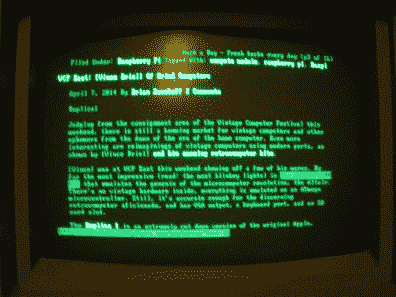 Hack a Day - Fresh hacks every day (p3 of 16)
Filed Under: Raspberry Pi Tagged With: compute module, raspberry pi, Raspi
VCF East: [Vince Briel] Of Briel Computers
April 7, 2014 By Brian Benchoff 2 Comments
Replica1
Judging from the consignment area of the Vintage Computer Festival this
weekend, there is still a booming market for vintage computers and other
ephemera from the dawn of the era of the home computer. Even more
interesting are reimaginings of vintage computers using modern parts, as
shown by [Vince Briel] and his amazing retrocomputer kits.
[Vince] was at VCF East this weekend showing off a few of his wares. By
far the most impressive (read: the most blinkey lights) is
that emulates the genesis of the microcomputer revolution, the Altair.
There's no vintage hardware inside, everything is emulated on an ATmega
microcontroller. Still, it's accurate enough for the discerning
retrocomputer aficionado, and has VGA output, a keyboard port, and an SD
card slot.
The Replica 1 is an extremely cut down version of the original Apple,